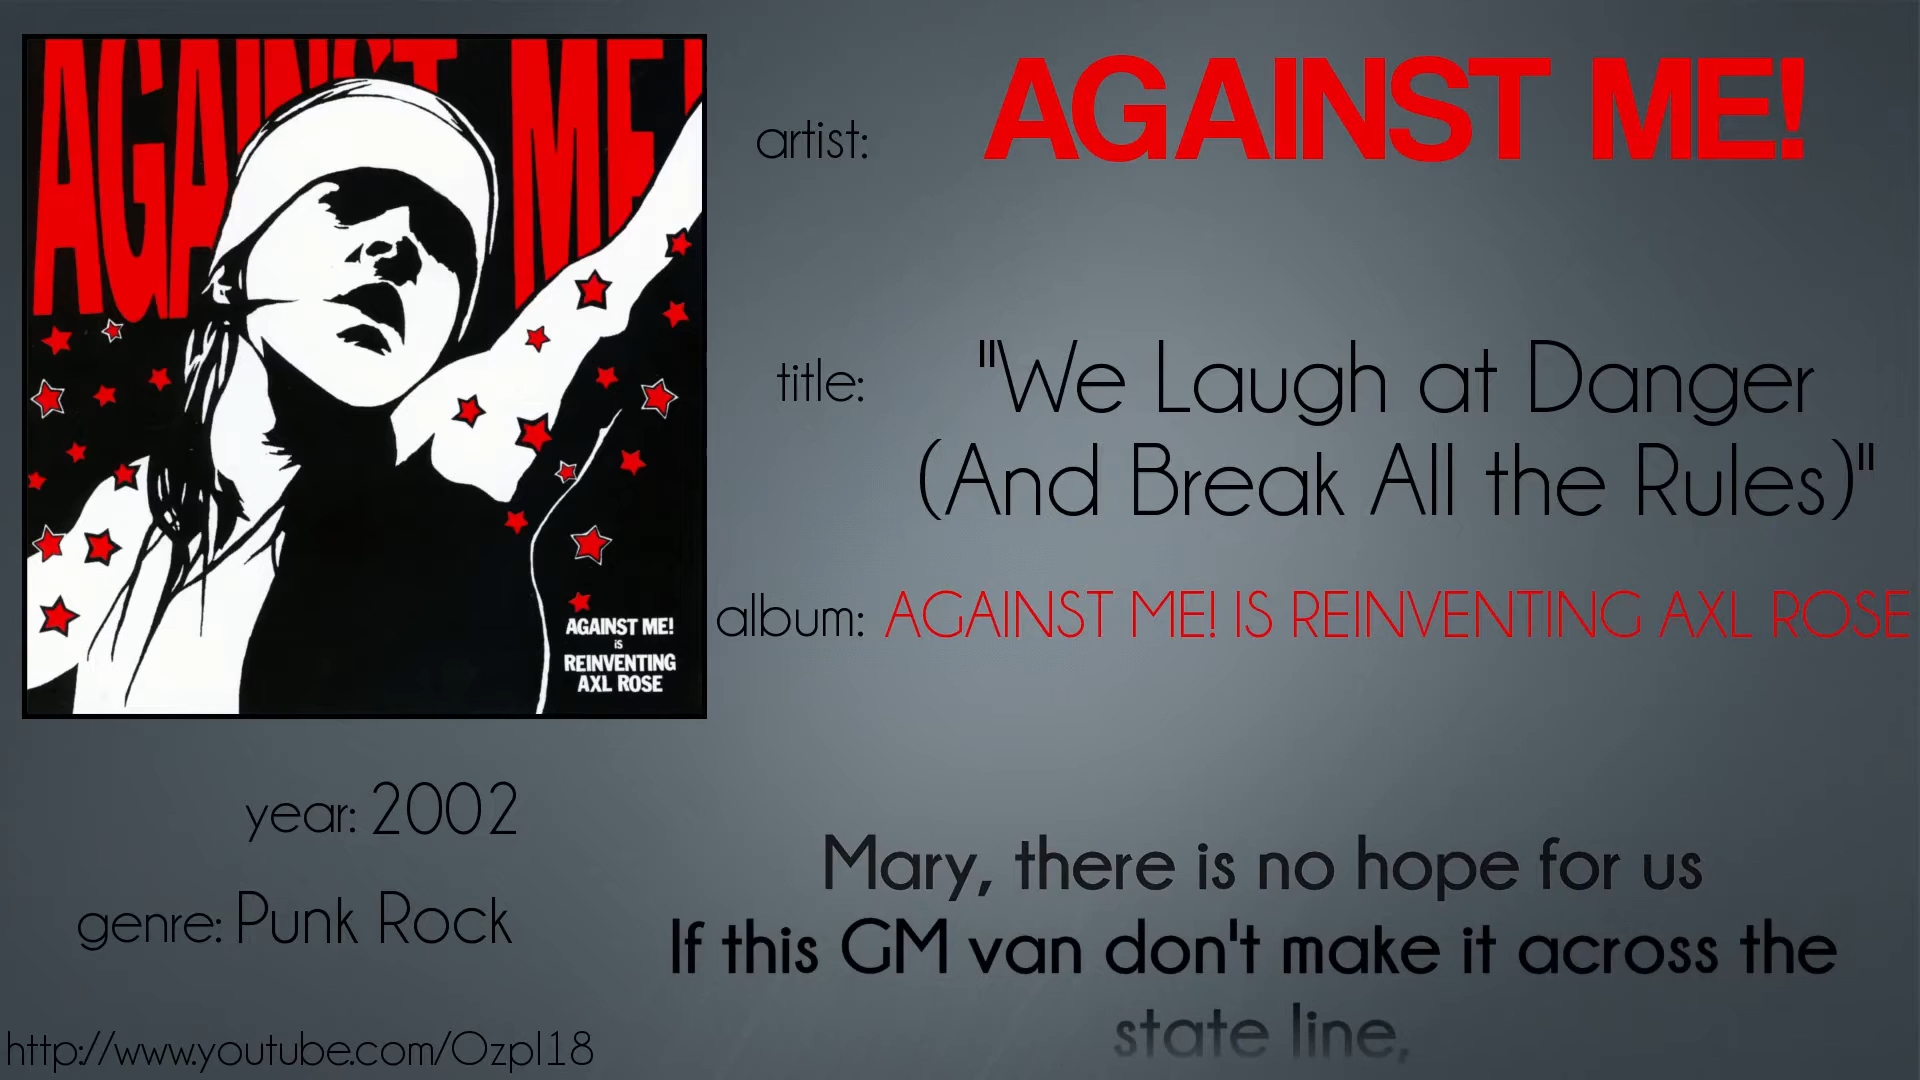 AGAINST ME!
AGAINST ME!
is
REINVENTING
AXL ROSE
artist: AGAINST ME!
title: "We Laugh at Danger
(And Break All the Rules)"
album: AGAINST ME! IS REINVENTING AXL ROSE
year: 2002
genre: Punk Rock
Mary, there is no hope for us
If this GM van don't make it across the
state line,
http://www.youtube.com/Ozpl18